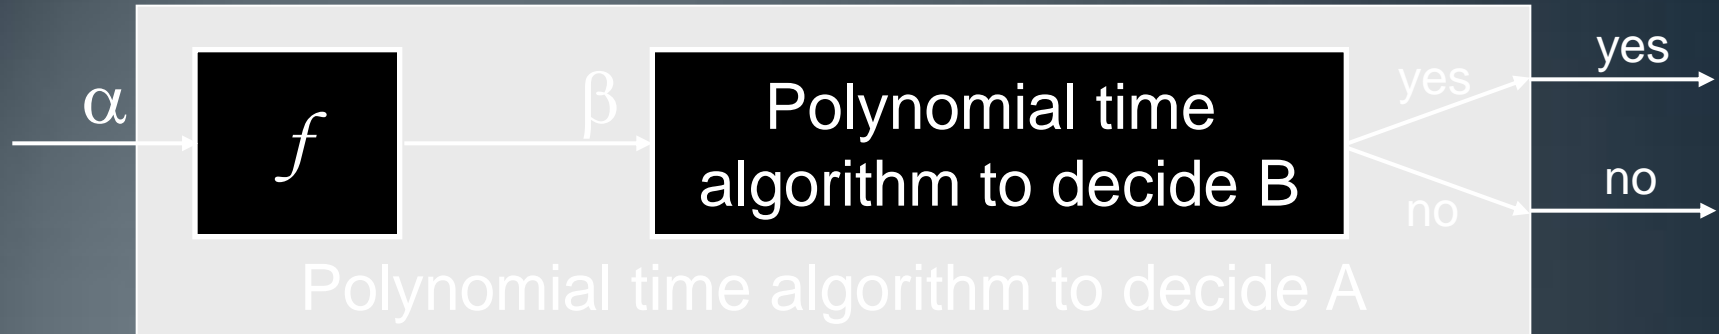 α
f
β
Polynomial time
algorithm to decide B
yes
no
yes
no
Polynomial time algorithm to decide A